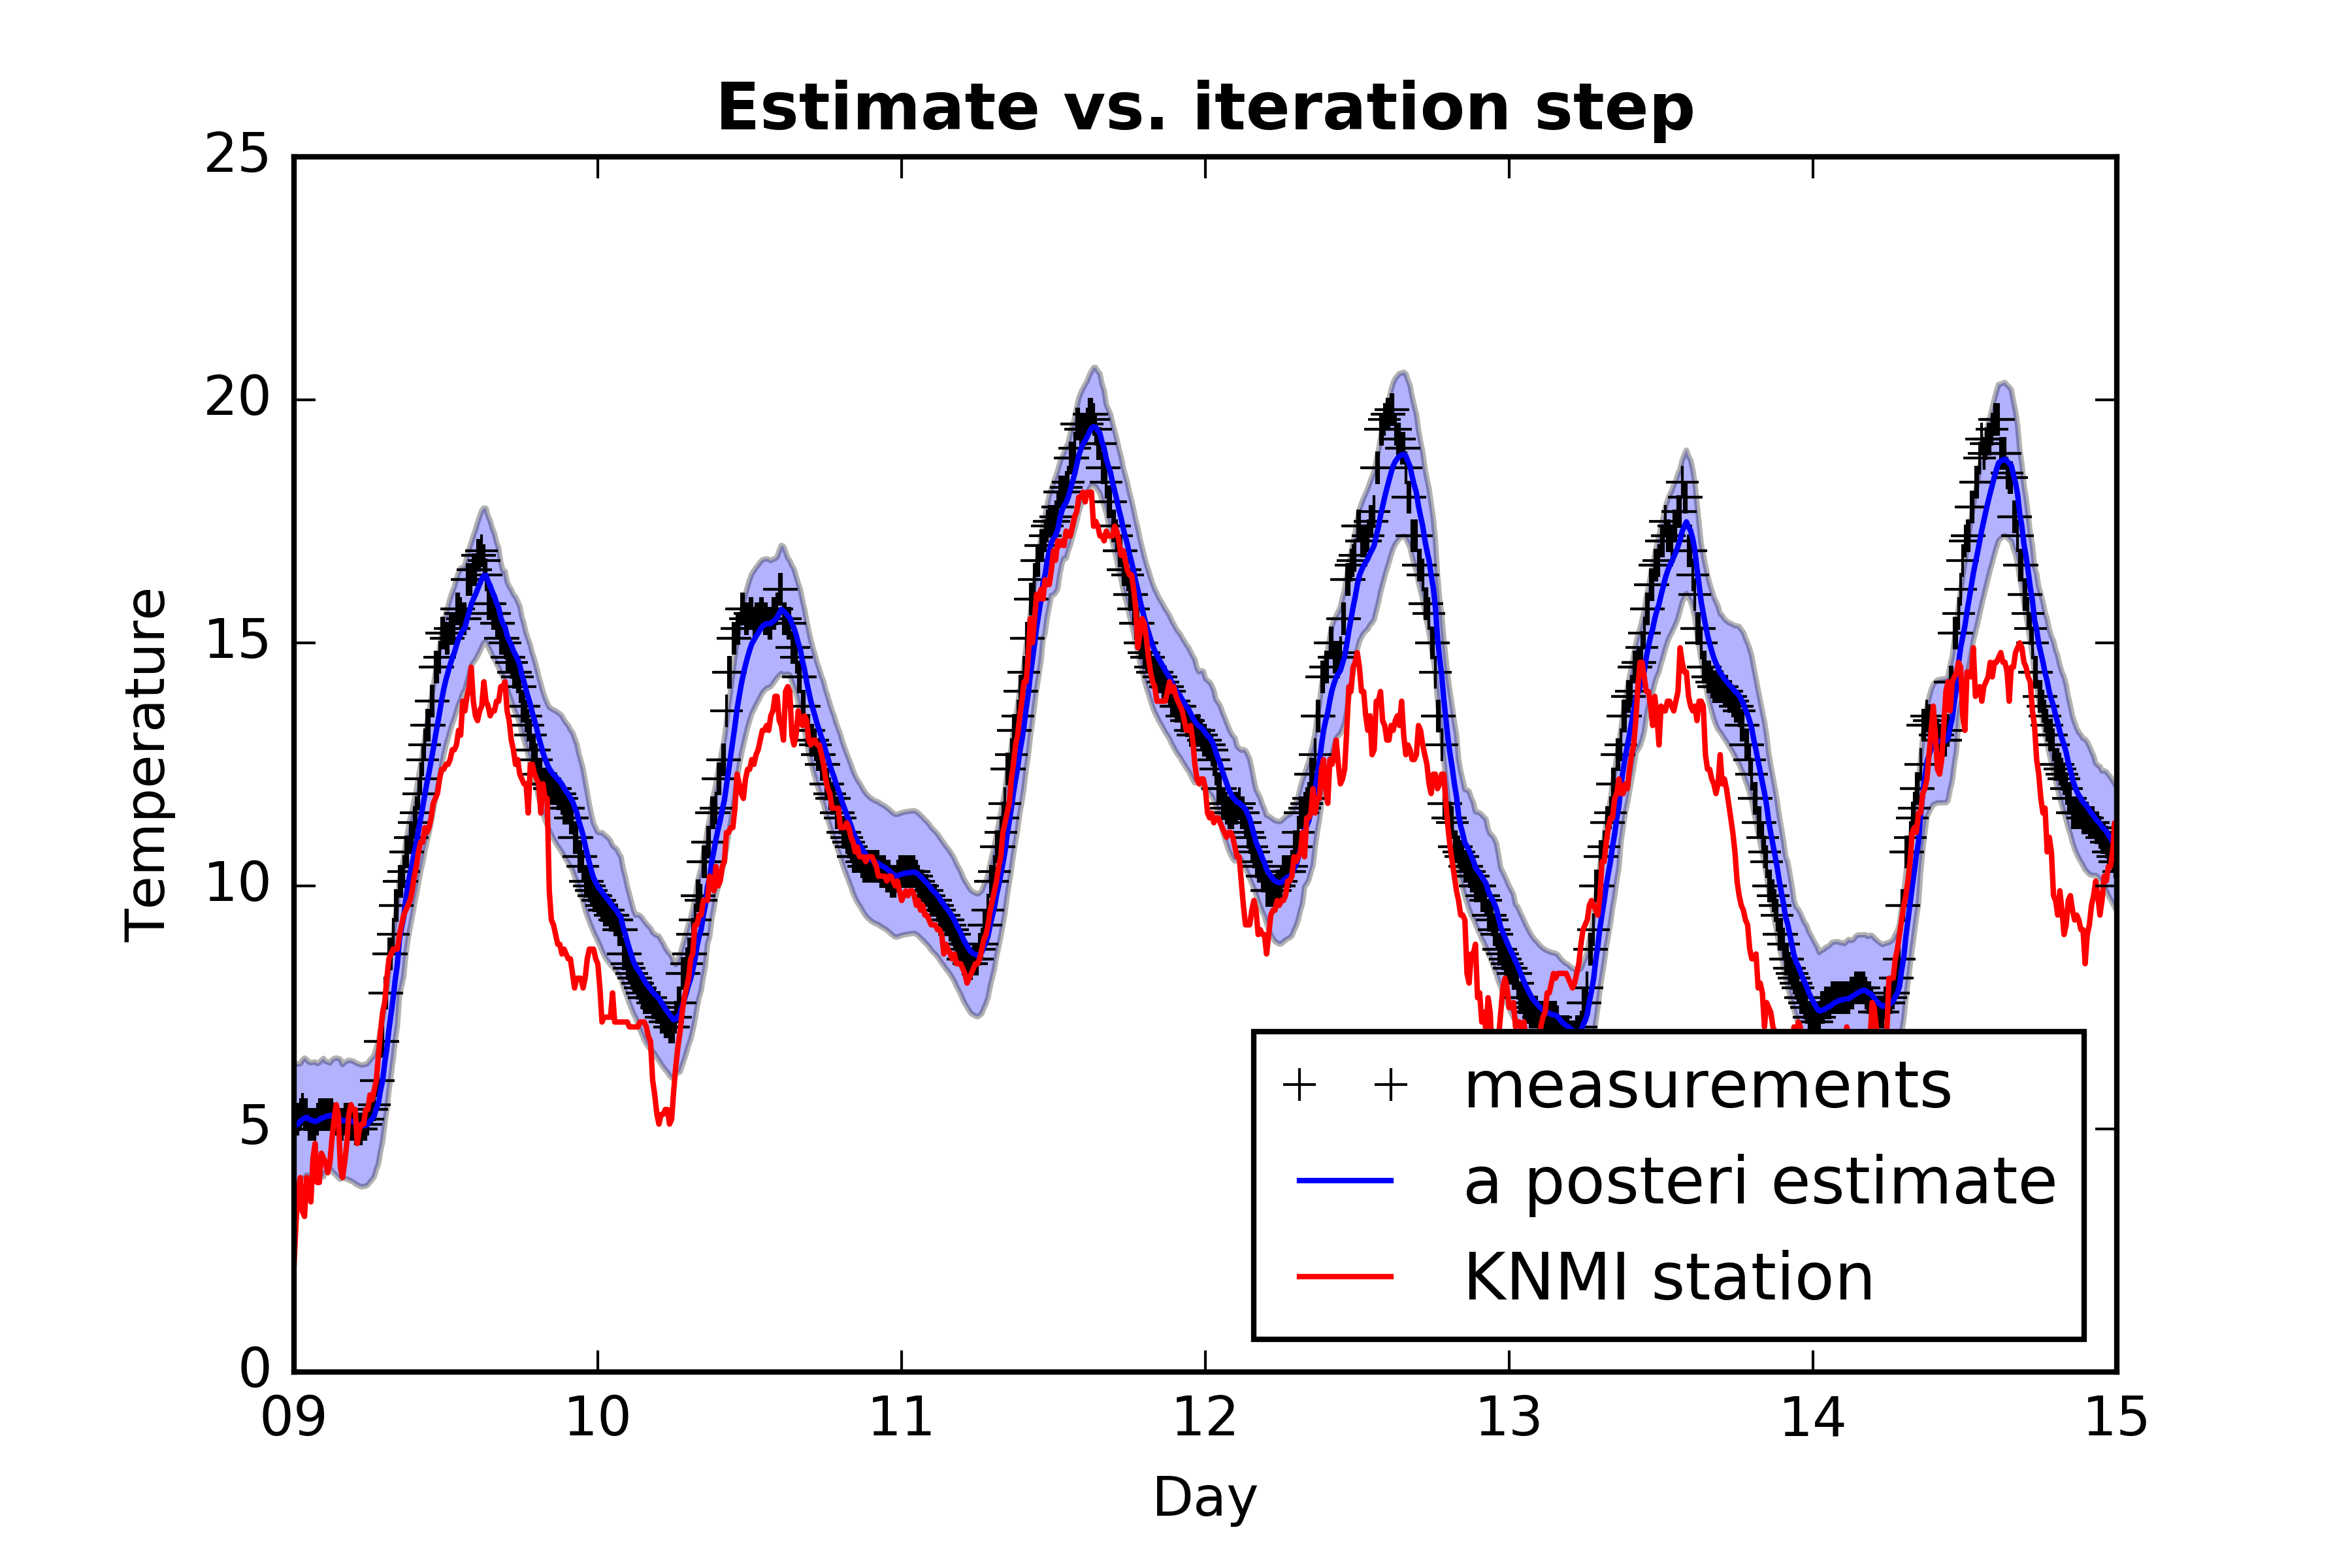 Estimate vs. iteration step
25
20
15
10
5
0
Temperature
09 10 11 12 13 14 15
Day
measurements
a posteri estimate
KNMI station